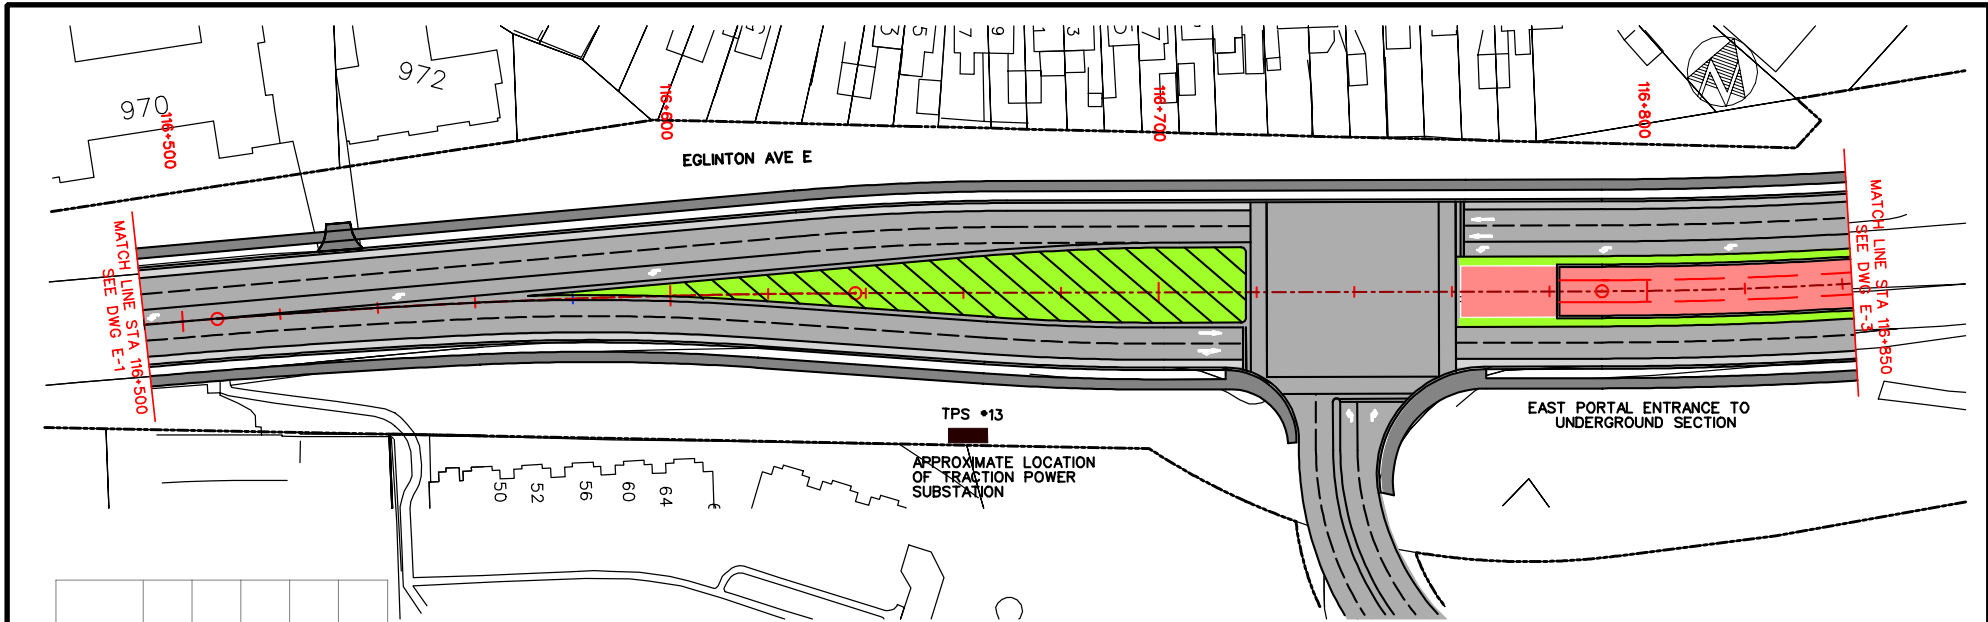 970
972
116+500
116+600
116+700
116+800
EGLINTON AVE E
MATCH LINE STA 116+500
SEE DWG E-1
MATCH LINE STA 116+850
SEE DWG E-3
TPS #13
APPROXIMATE LOCATION
OF TRACTION POWER
SUBSTATION
EAST PORTAL ENTRANCE TO
UNDERGROUND SECTION
50
52
56
60
64
N